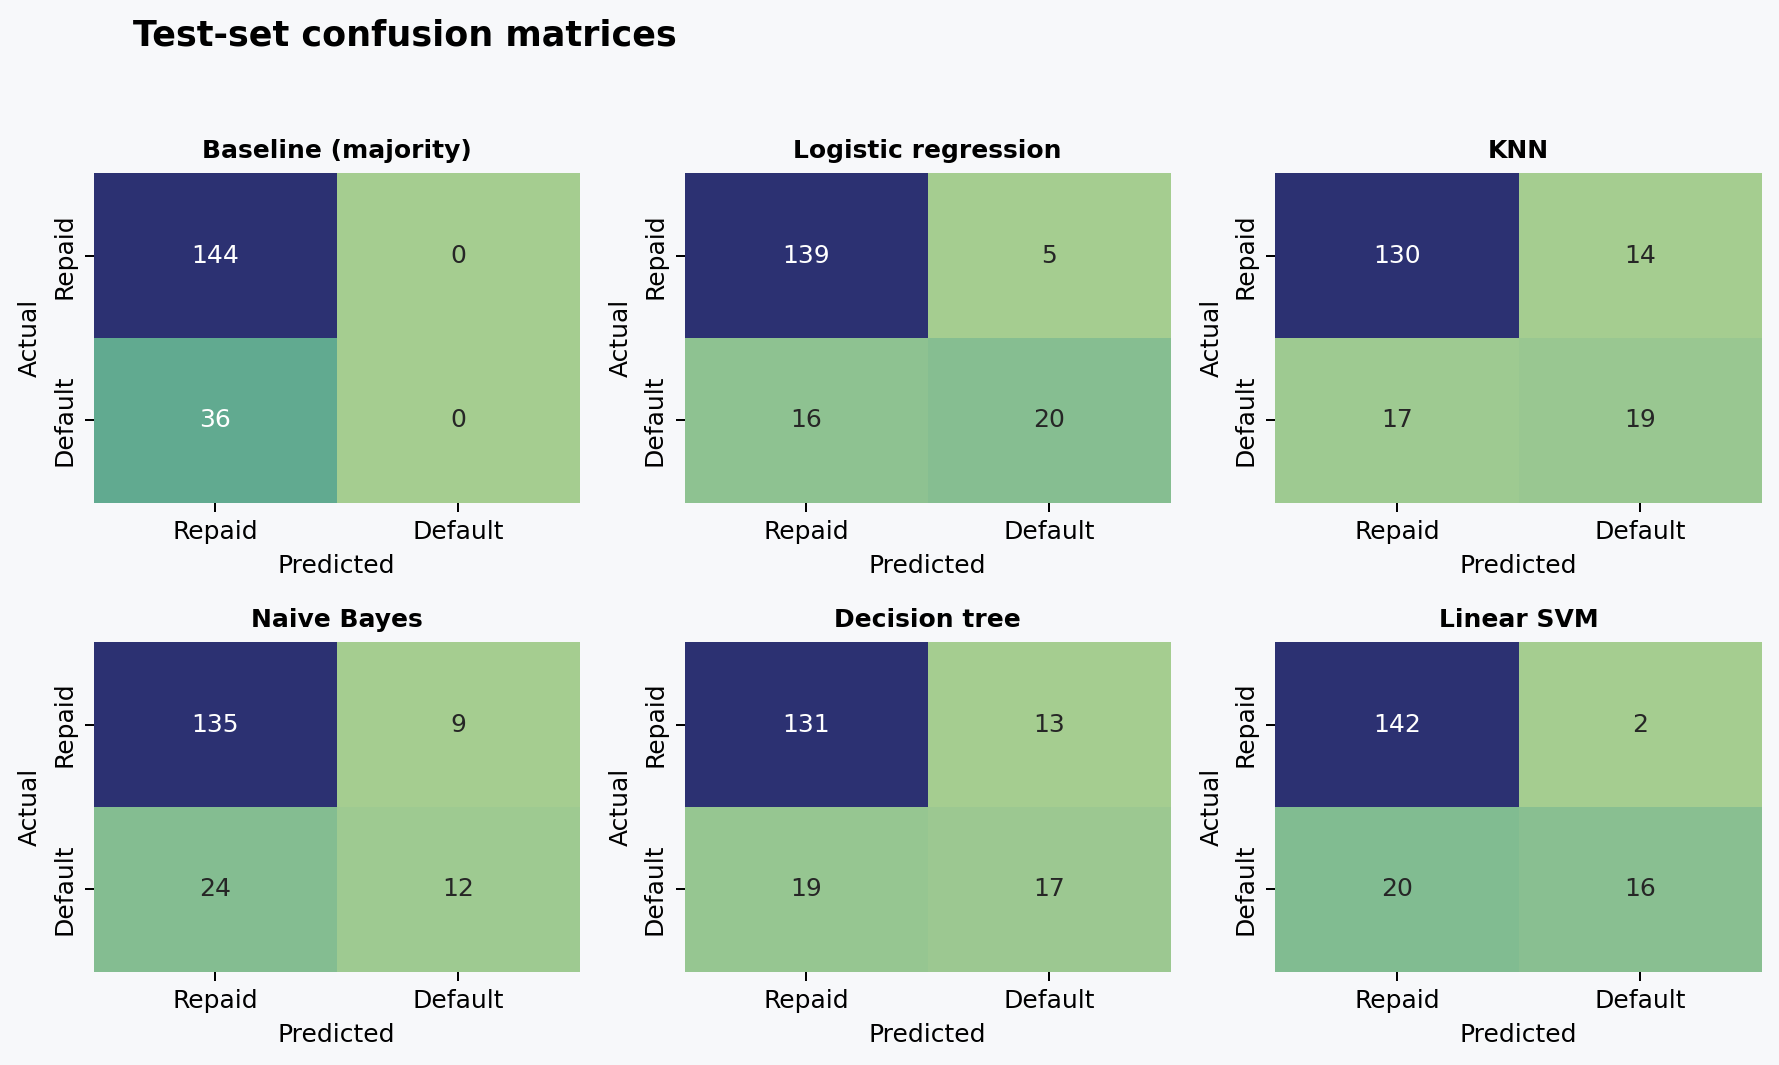 Test-set confusion matrices
Baseline (majority)
Actual
Repaid
144
0
Default
36
0
Repaid
Default
Predicted
Logistic regression
Actual
Repaid
139
5
Default
16
20
Repaid
Default
Predicted
KNN
Actual
Repaid
130
14
Default
17
19
Repaid
Default
Predicted
Naive Bayes
Actual
Repaid
135
9
Default
24
12
Repaid
Default
Predicted
Decision tree
Actual
Repaid
131
13
Default
19
17
Repaid
Default
Predicted
Linear SVM
Actual
Repaid
142
2
Default
20
16
Repaid
Default
Predicted